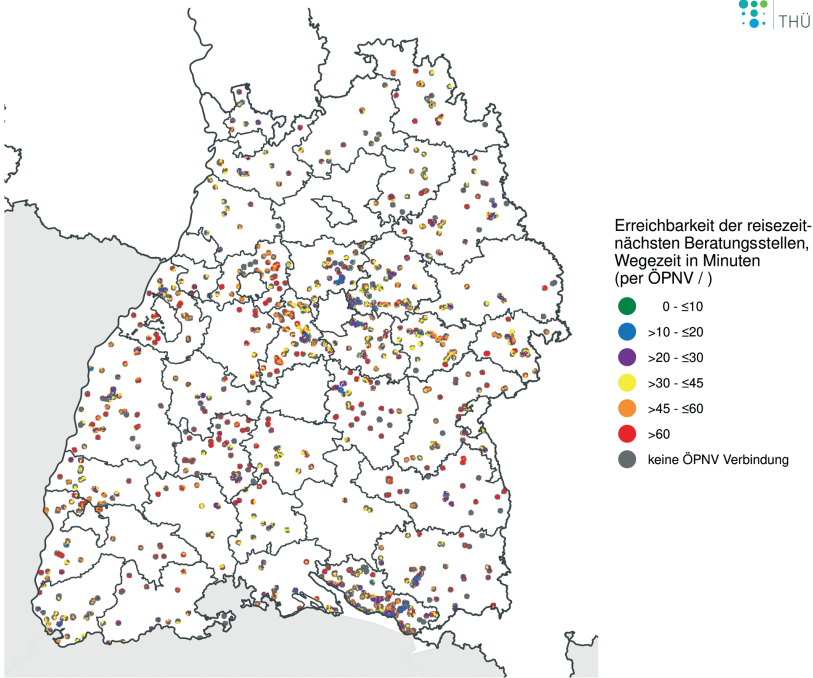 THÜ
Erreichbarkeit der reisezeit-
nächsten Beratungsstellen,
Wegezeit in Minuten
(per ÖPNV / )
0 - ≤10
>10 - ≤20
>20 - ≤30
>30 - ≤45
>45 - ≤60
>60
keine ÖPNV Verbindung